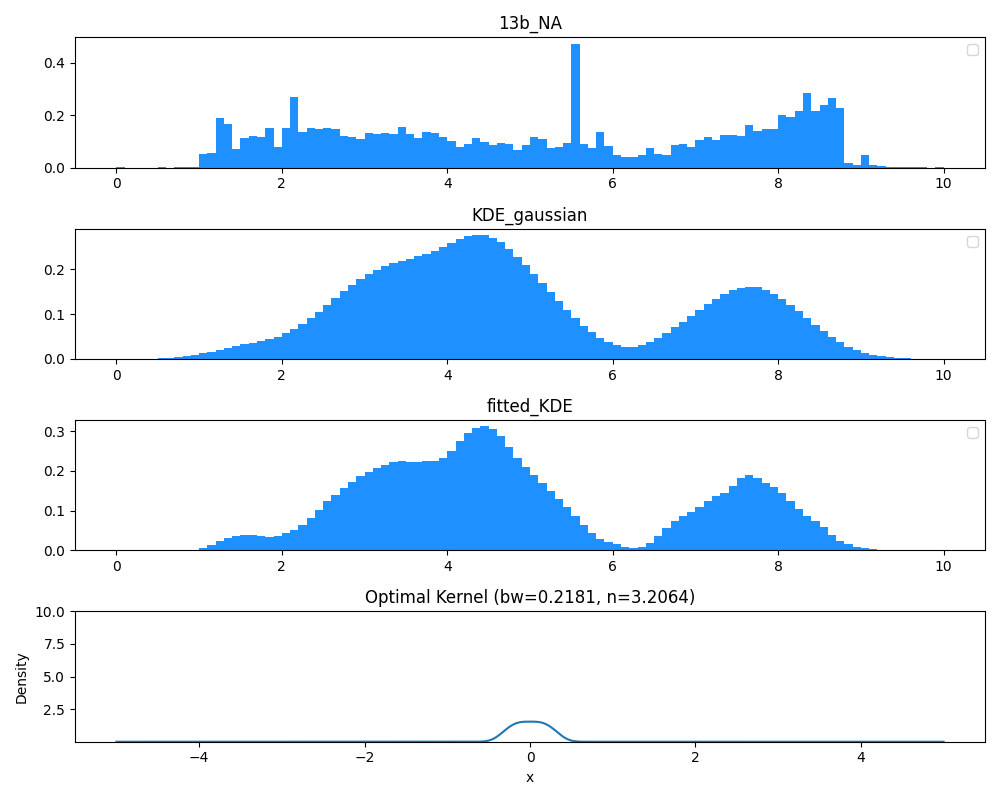 13b_NA
0.4
0.2
0.0
0 2 4 6 8 10
KDE_gaussian
0.2
0.1
0.0
0 2 4 6 8 10
fitted_KDE
0.3
0.2
0.1
0.0
0 2 4 6 8 10
Optimal Kernel (bw=0.2181, n=3.2064)
10.0
7.5
5.0
2.5
Density
−4 −2 0 2 4
x